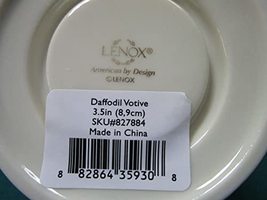 LENOX®
American by Design
©LENOX
Daffodil Votive
3.5in (8,9cm)
SKU#827884
Made in China
8 82864 35930 8